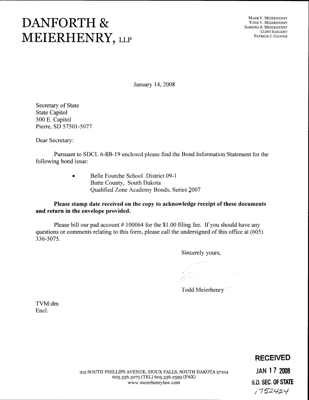 DANFORTH &
MEIERHENRY, LLP
MARK V. MEIERHENRY
TODD V. MEIERHENRY
SABRINA E. MEIERHENRY
CLINT SARGENT
PATRICK J. GLOVER
January 14, 2008
Secretary of State
State Capitol
500 E. Capitol
Pierre, SD 57501-5077
Dear Secretary:
Pursuant to SDCL 6-8B-19 enclosed please find the Bond Information Statement for the
following bond issue:
• Belle Fourche School District 09-1
Butte County, South Dakota
Qualified Zone Academy Bonds, Series 2007
Please stamp date received on the copy to acknowledge receipt of these documents
and return in the envelope provided.
Please bill our pad account # 100064 for the $1.00 filing fee. If you should have any
questions or comments relating to this form, please call the undersigned of this office at (605)
336-3075.
Sincerely yours,
Todd Meierhenry
TVM:dm
Encl.
315 SOUTH PHILLIPS AVENUE, SIOUX FALLS, SOUTH DAKOTA 57104
605.336.3075 (TEL) 605.336.2593 (FAX)
www.meierhenrylaw.com
RECEIVED
JAN 17 2008
S.D. SEC. OF STATE
1752424